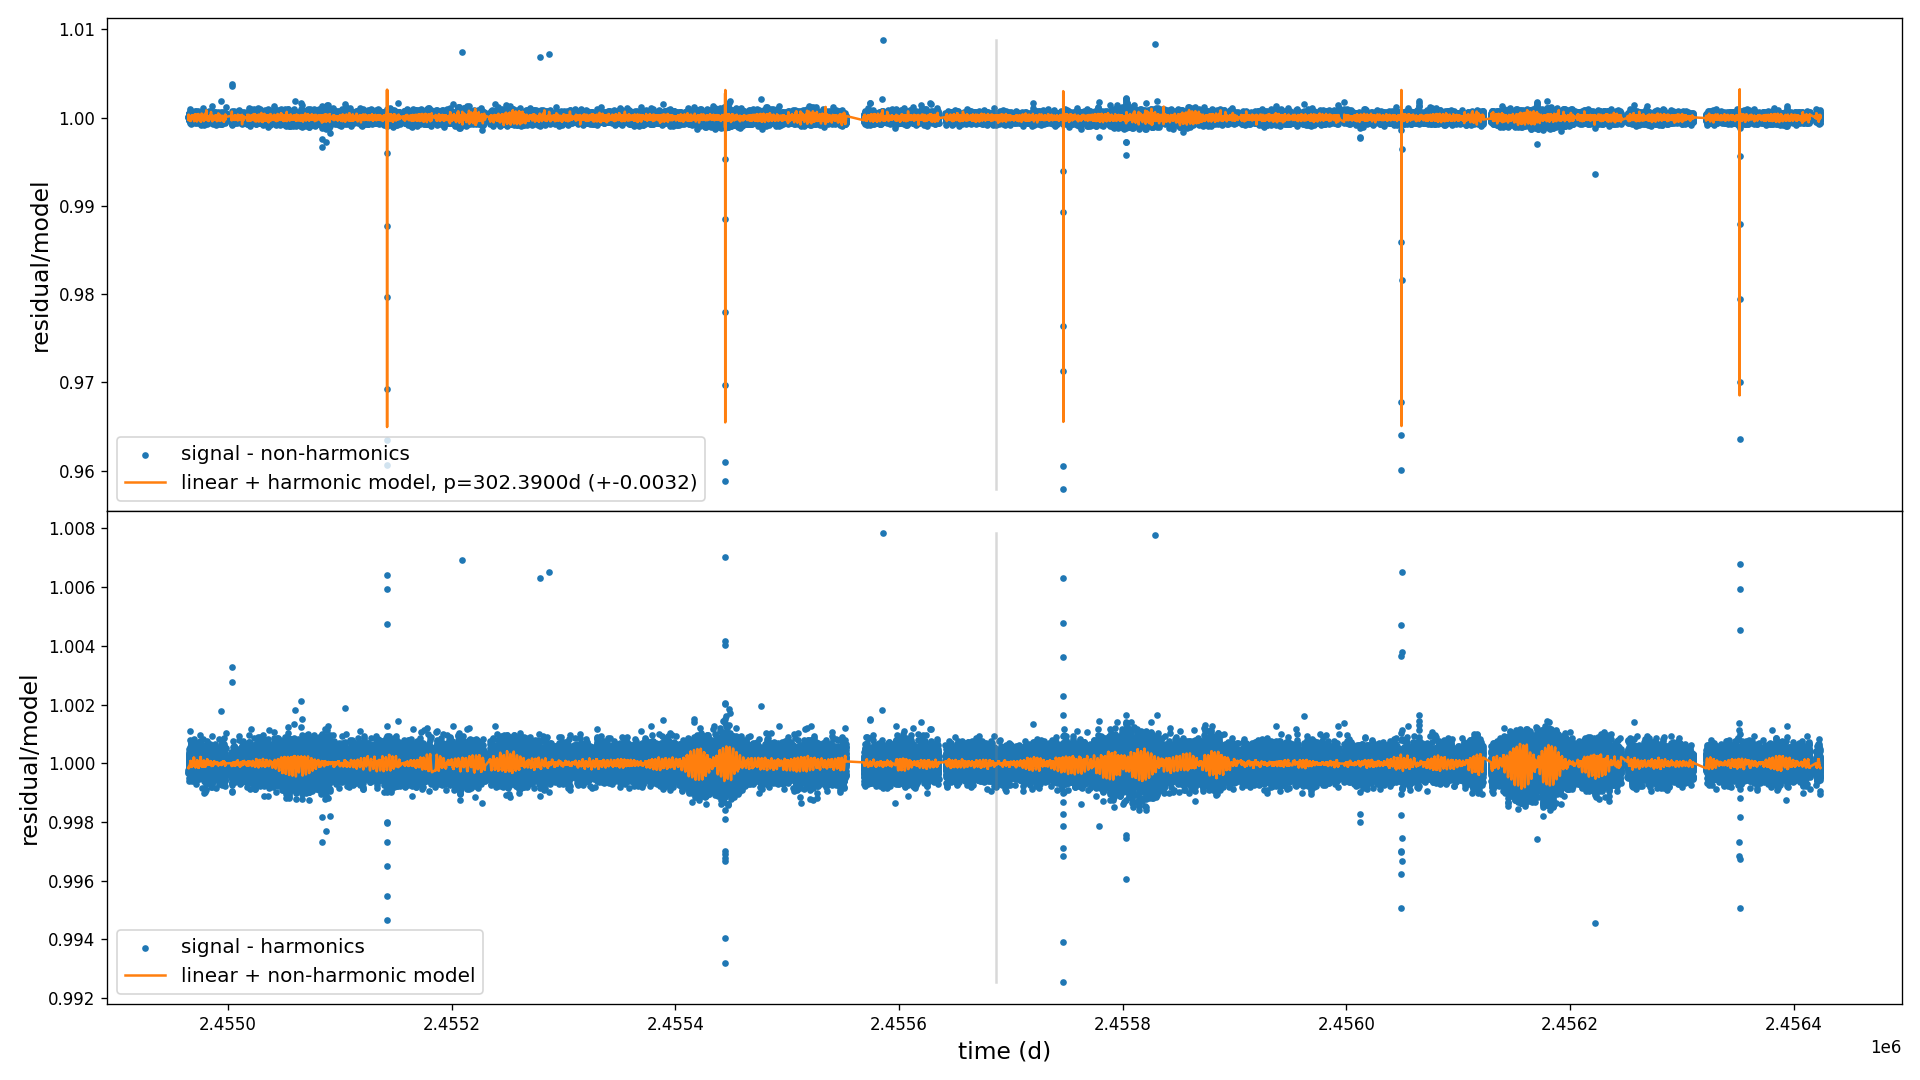 1.01
1.00
0.99
0.98
0.97
0.96
residual/model
signal - non-harmonics
linear + harmonic model, p=302.3900d (+-0.0032)
1.008
1.006
1.004
1.002
1.000
0.998
0.996
0.994
0.992
residual/model
signal - harmonics
linear + non-harmonic model
2.4550 2.4552 2.4554 2.4556 2.4558 2.4560 2.4562 2.4564
time (d)
1e6